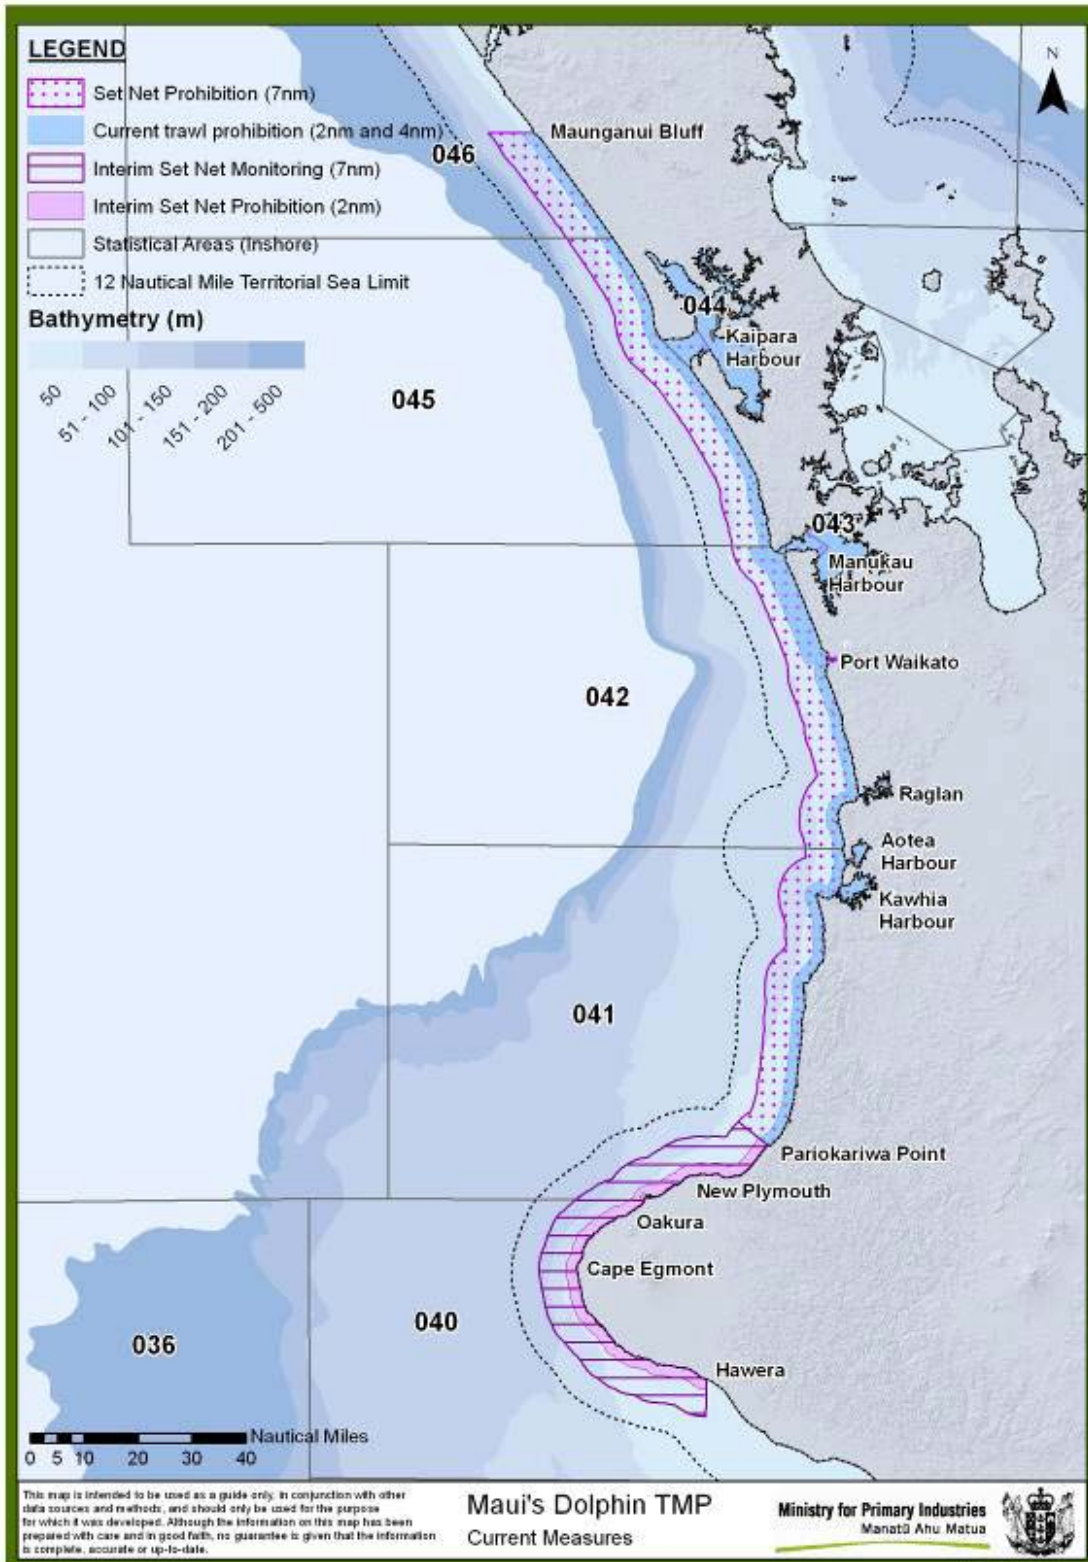 LEGEND
Set Net Prohibition (7nm)
Current trawl prohibition (2nm and 4nm)
Interim Set Net Monitoring (7nm)
Interim Set Net Prohibition (2nm)
Statistical Areas (Inshore)
12 Nautical Mile Territorial Sea Limit
Bathymetry (m)
50
51 - 100
101 - 150
151 - 200
201 - 500
N
Maunganui Bluff
046
044
Kaipara
Harbour
045
043
Manukau
Harbour
Port Waikato
042
Raglan
Aotea
Harbour
Kawhia
Harbour
041
Pariokariwa Point
New Plymouth
Oakura
Cape Egmont
040
036
Hawera
Nautical Miles
0 5 10 20 30 40
This map is intended to be used as a guide only, in conjunction with other
data sources and methods, and should only be used for the purpose
for which it was developed. Although the information on this map has been
prepared with care and in good faith, no guarantee is given that the information
is complete, accurate or up-to-date.
Maui's Dolphin TMP
Current Measures
Ministry for Primary Industries
Manatū Ahu Matua